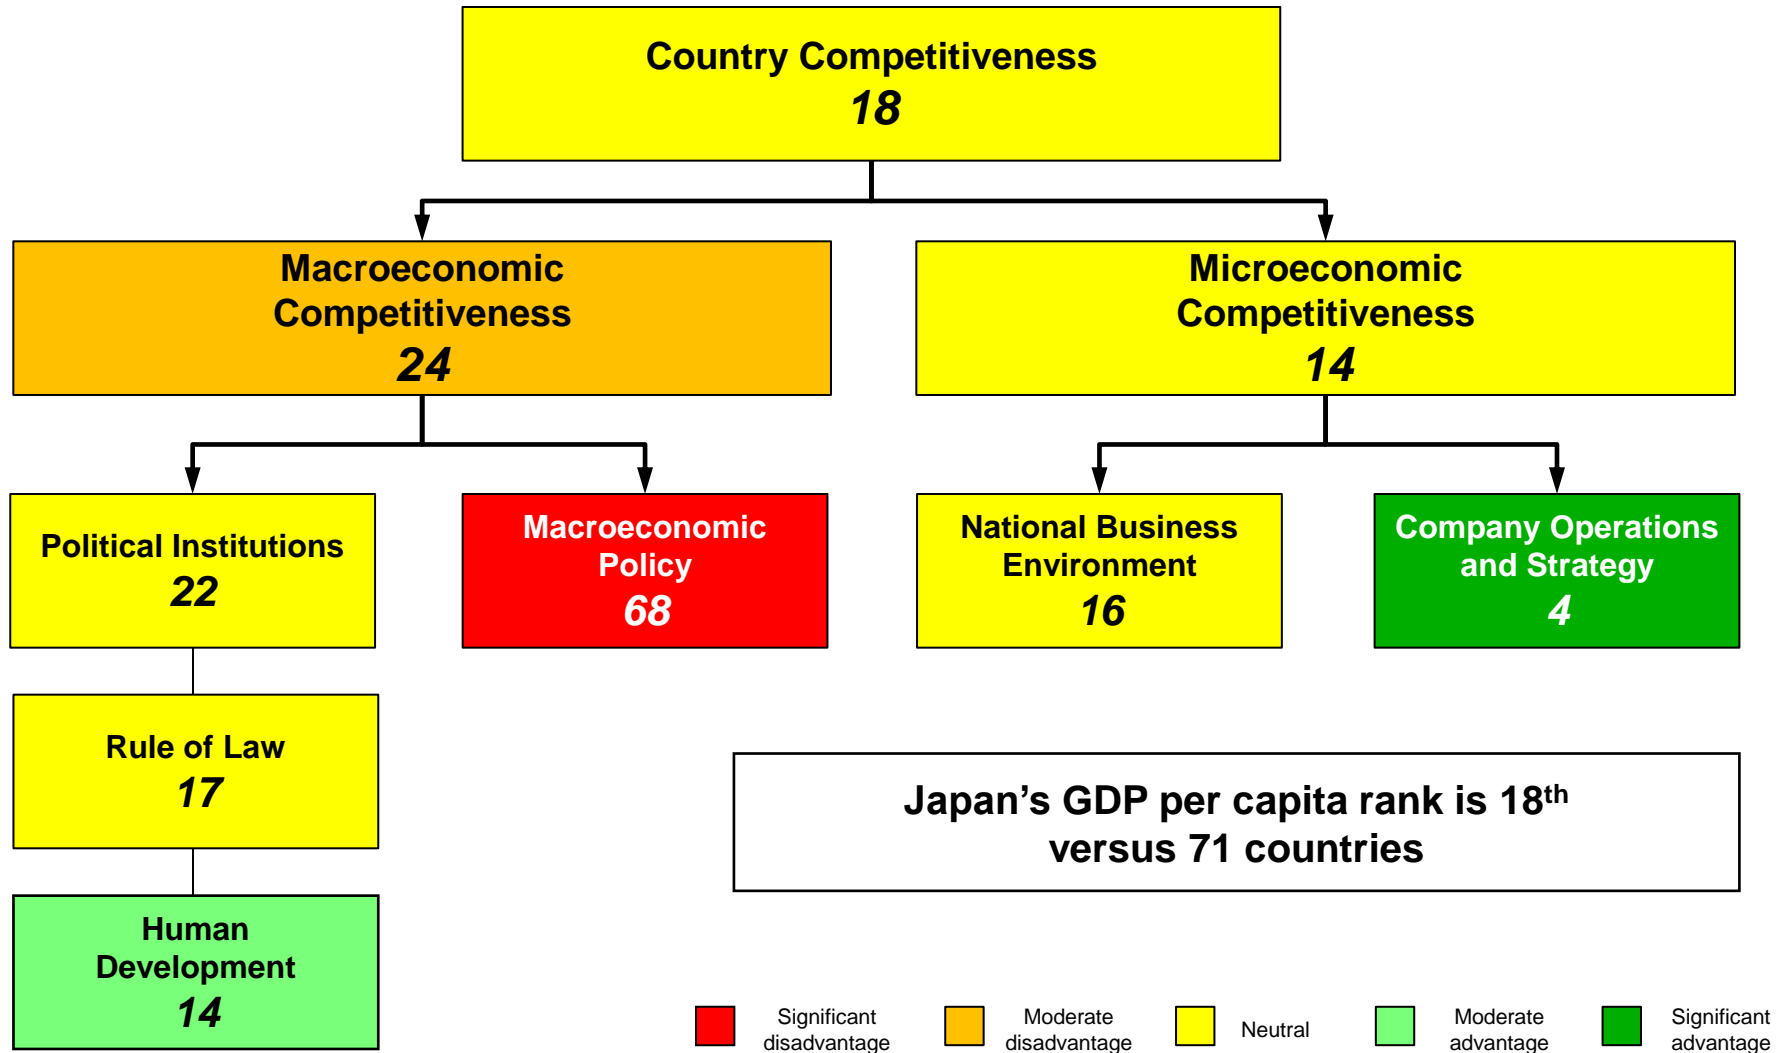 Country Competitiveness
18
Macroeconomic
Competitiveness
24
Microeconomic
Competitiveness
14
Political Institutions
22
Macroeconomic
Policy
68
National Business
Environment
16
Company Operations
and Strategy
4
Rule of Law
17
Human
Development
14
Japan’s GDP per capita rank is 18th
versus 71 countries
Significant
disadvantage
Moderate
disadvantage
Neutral
Moderate
advantage
Significant
advantage